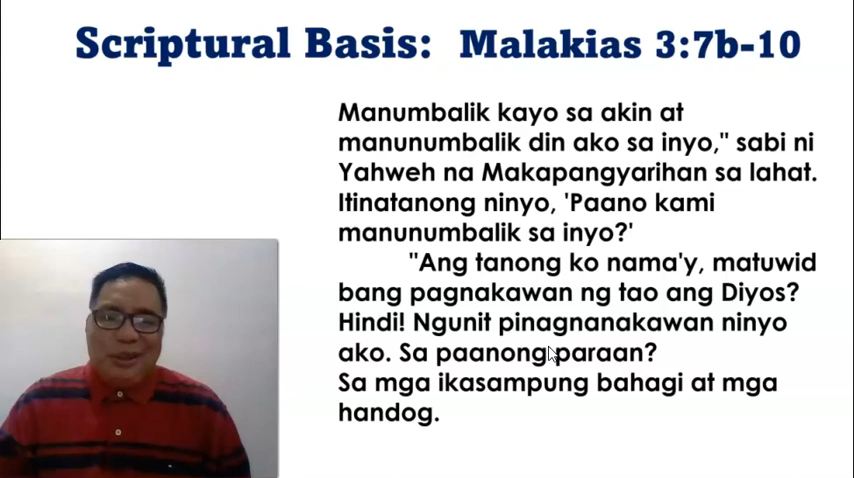 Scriptural Basis: Malakias 3:7b-10
Manumbalik kayo sa akin at
manunumbalik din ako sa inyo," sabi ni
Yahweh na Makapangyarihan sa lahat.
Itinatanong ninyo, 'Paano kami
manunumbalik sa inyo?'
"Ang tanong ko nama'y, matuwid
bang pagnakawan ng tao ang Diyos?
Hindi! Ngunit pinagnanakawan ninyo
ako. Sa paanong paraan?
Sa mga ikasampung bahagi at mga
handog.